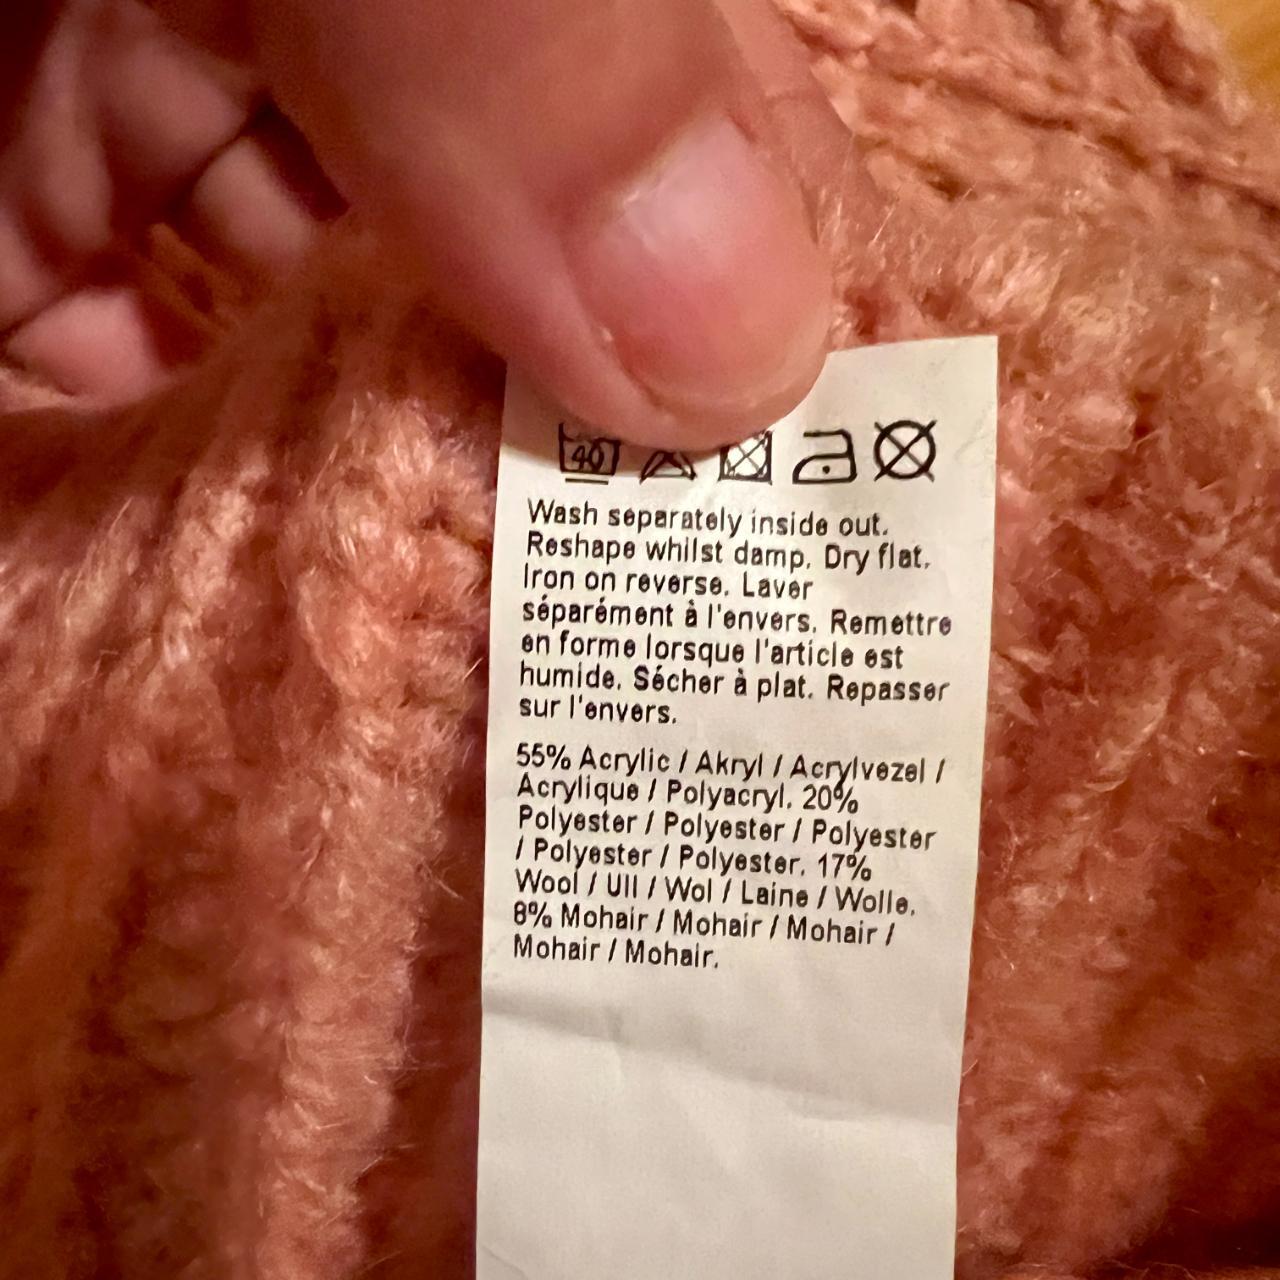 40
Wash separately inside out.
Reshape whilst damp. Dry flat.
Iron on reverse. Laver
séparément à l'envers. Remettre
en forme lorsque l'article est
humide. Sécher à plat. Repasser
sur l'envers.
55% Acrylic / Akryl / Acrylvezel /
Acrylique / Polyacryl. 20%
Polyester / Polyester / Polyester
/ Polyester / Polyester. 17%
Wool / Ull / Wol / Laine / Wolle.
8% Mohair / Mohair / Mohair /
Mohair / Mohair.